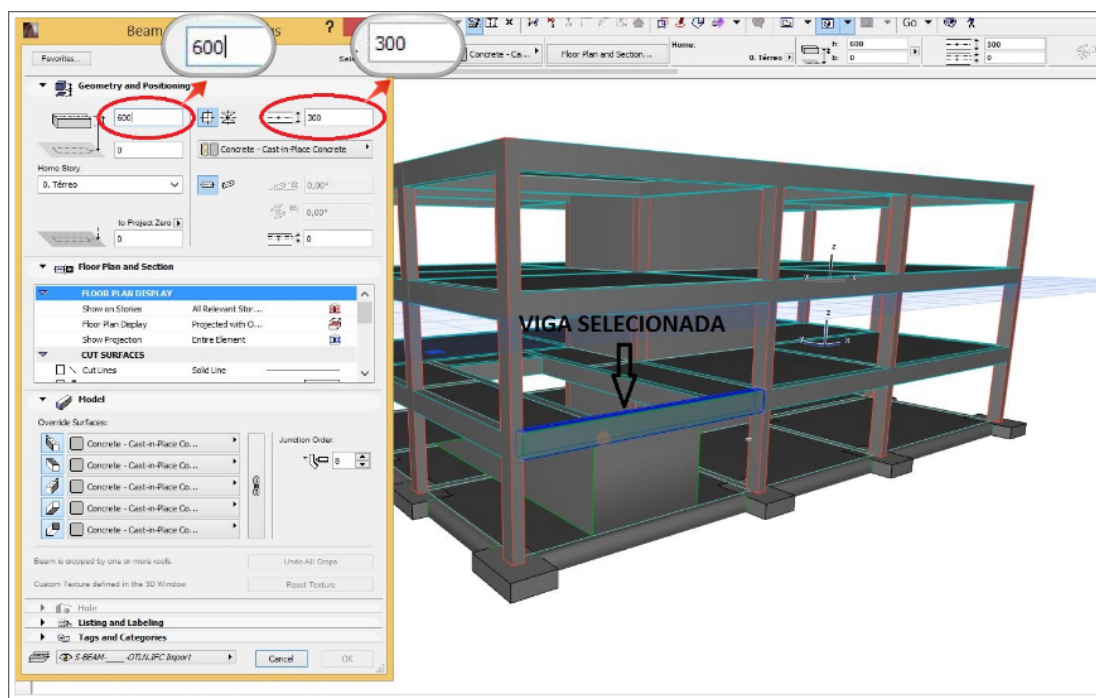 Beam
600
s
?
300
Favorites...
Sele
Geometry and Positioning
600
300
0
Concrete - Cast-in-Place Concrete
Home Story:
0. Térreo
0,00°
0,00°
to Project Zero
0
0
Floor Plan and Section
FLOOR PLAN DISPLAY
Show on Stories All Relevant Stor...
Floor Plan Display Projected with O...
Show Projection Entire Element
CUT SURFACES
Cut Lines Solid Line
Model
Override Surfaces:
Concrete - Cast-in-Place Co...
Junction Order:
8
Concrete - Cast-in-Place Co...
Concrete - Cast-in-Place Co...
Concrete - Cast-in-Place Co...
Concrete - Cast-in-Place Co...
Beam is cropped by one or more roofs.
Undo All Crops
Custom Texture defined in the 3D Window.
Reset Texture
Hole
Listing and Labeling
Tags and Categories
Cancel
OK
Go
Concrete - Ca...
Floor Plan and Section...
Home:
0. Térreo
h: 600
b: 0
300
0
VIGA SELECIONADA
z
y
x
z
x